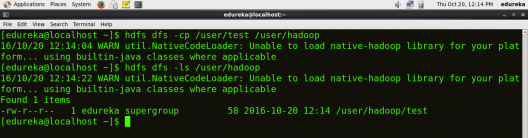 Applications Places System Thu Oct 20, 12:14 PM edureka
edureka@localhost:~
File Edit View Search Terminal Help
[edureka@localhost ~]$ hdfs dfs -cp /user/test /user/hadoop
16/10/20 12:14:04 WARN util.NativeCodeLoader: Unable to load native-hadoop library for your plat
form... using builtin-java classes where applicable
[edureka@localhost ~]$ hdfs dfs -ls /user/hadoop
16/10/20 12:14:22 WARN util.NativeCodeLoader: Unable to load native-hadoop library for your plat
form... using builtin-java classes where applicable
Found 1 items
-rw-r--r-- 1 edureka supergroup 58 2016-10-20 12:14 /user/hadoop/test
[edureka@localhost ~]$